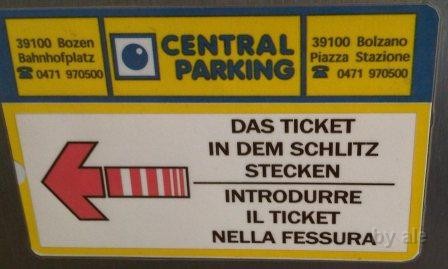 39100 Bozen
Bahnhofplatz
☎ 0471 970500
CENTRAL
PARKING
39100 Bolzano
Piazza Stazione
☎ 0471 970500
DAS TICKET
IN DEM SCHLITZ
STECKEN
INTRODURRE
IL TICKET
NELLA FESSURA
by ale